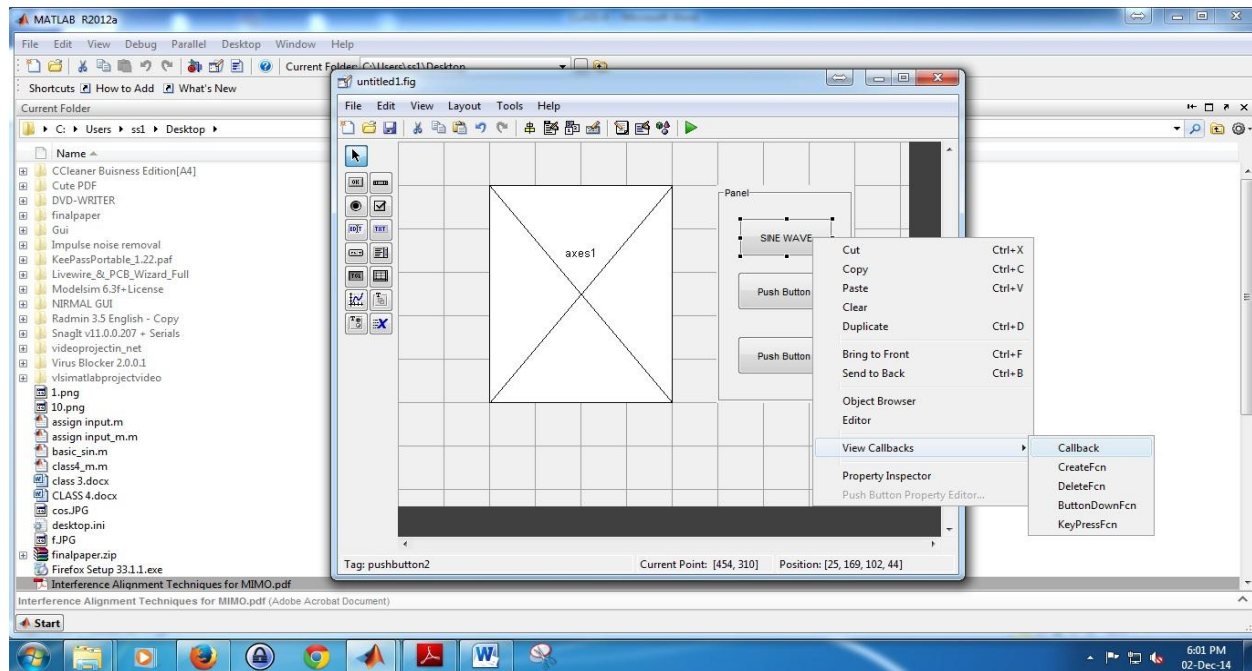 MATLAB R2012a
File Edit View Debug Parallel Desktop Window Help
Current Folder: C:\Users\ss1\Desktop
Shortcuts How to Add What's New
Current Folder
C: Users ss1 Desktop
Name
CCleaner Buisness Edition[A4]
Cute PDF
DVD-WRITER
finalpaper
Gui
Impulse noise removal
KeePassPortable_1.22.paf
Livewire_&_PCB_Wizard_Full
Modelsim 6.3f+License
NIRMAL GUI
Radmin 3.5 English - Copy
SnagIt v11.0.0.207 + Serials
videoprojectin_net
Virus Blocker 2.0.0.1
vlsimatlabprojectvideo
1.png
10.png
assign input.m
assign input_m.m
basic_sin.m
class4_m.m
class 3.docx
CLASS 4.docx
cos.JPG
desktop.ini
f.JPG
finalpaper.zip
Firefox Setup 33.1.1.exe
Interference Alignment Techniques for MIMO.pdf
Interference Alignment Techniques for MIMO.pdf (Adobe Acrobat Document)
Start
untitled1.fig
File Edit View Layout Tools Help
OK
EDIT TXT
TGL
axes1
Panel
SINE WAVE
Push Button
Push Button
Tag: pushbutton2 Current Point: [454, 310] Position: [25, 169, 102, 44]
Cut Ctrl+X
Copy Ctrl+C
Paste Ctrl+V
Clear
Duplicate Ctrl+D
Bring to Front Ctrl+F
Send to Back Ctrl+B
Object Browser
Editor
View Callbacks
Property Inspector
Push Button Property Editor...
Callback
CreateFcn
DeleteFcn
ButtonDownFcn
KeyPressFcn
6:01 PM
02-Dec-14